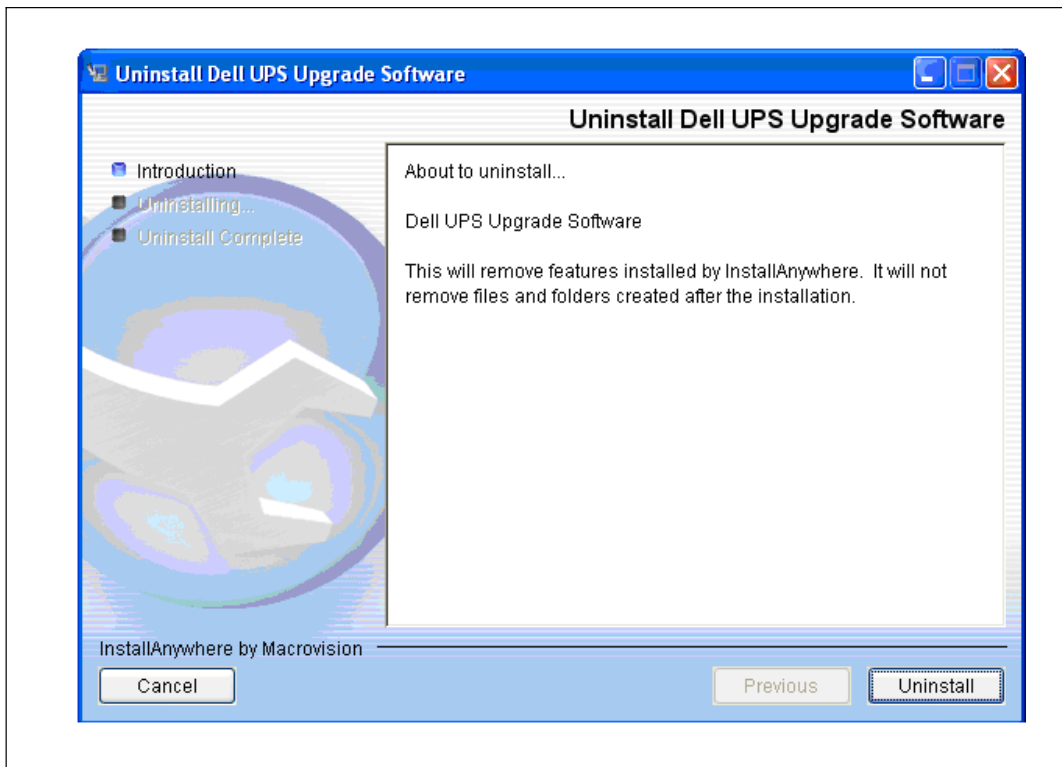 Uninstall Dell UPS Upgrade Software
Uninstall Dell UPS Upgrade Software
Introduction
Uninstalling...
Uninstall Complete
About to uninstall...
Dell UPS Upgrade Software
This will remove features installed by InstallAnywhere. It will not
remove files and folders created after the installation.
InstallAnywhere by Macrovision
Cancel
Previous
Uninstall